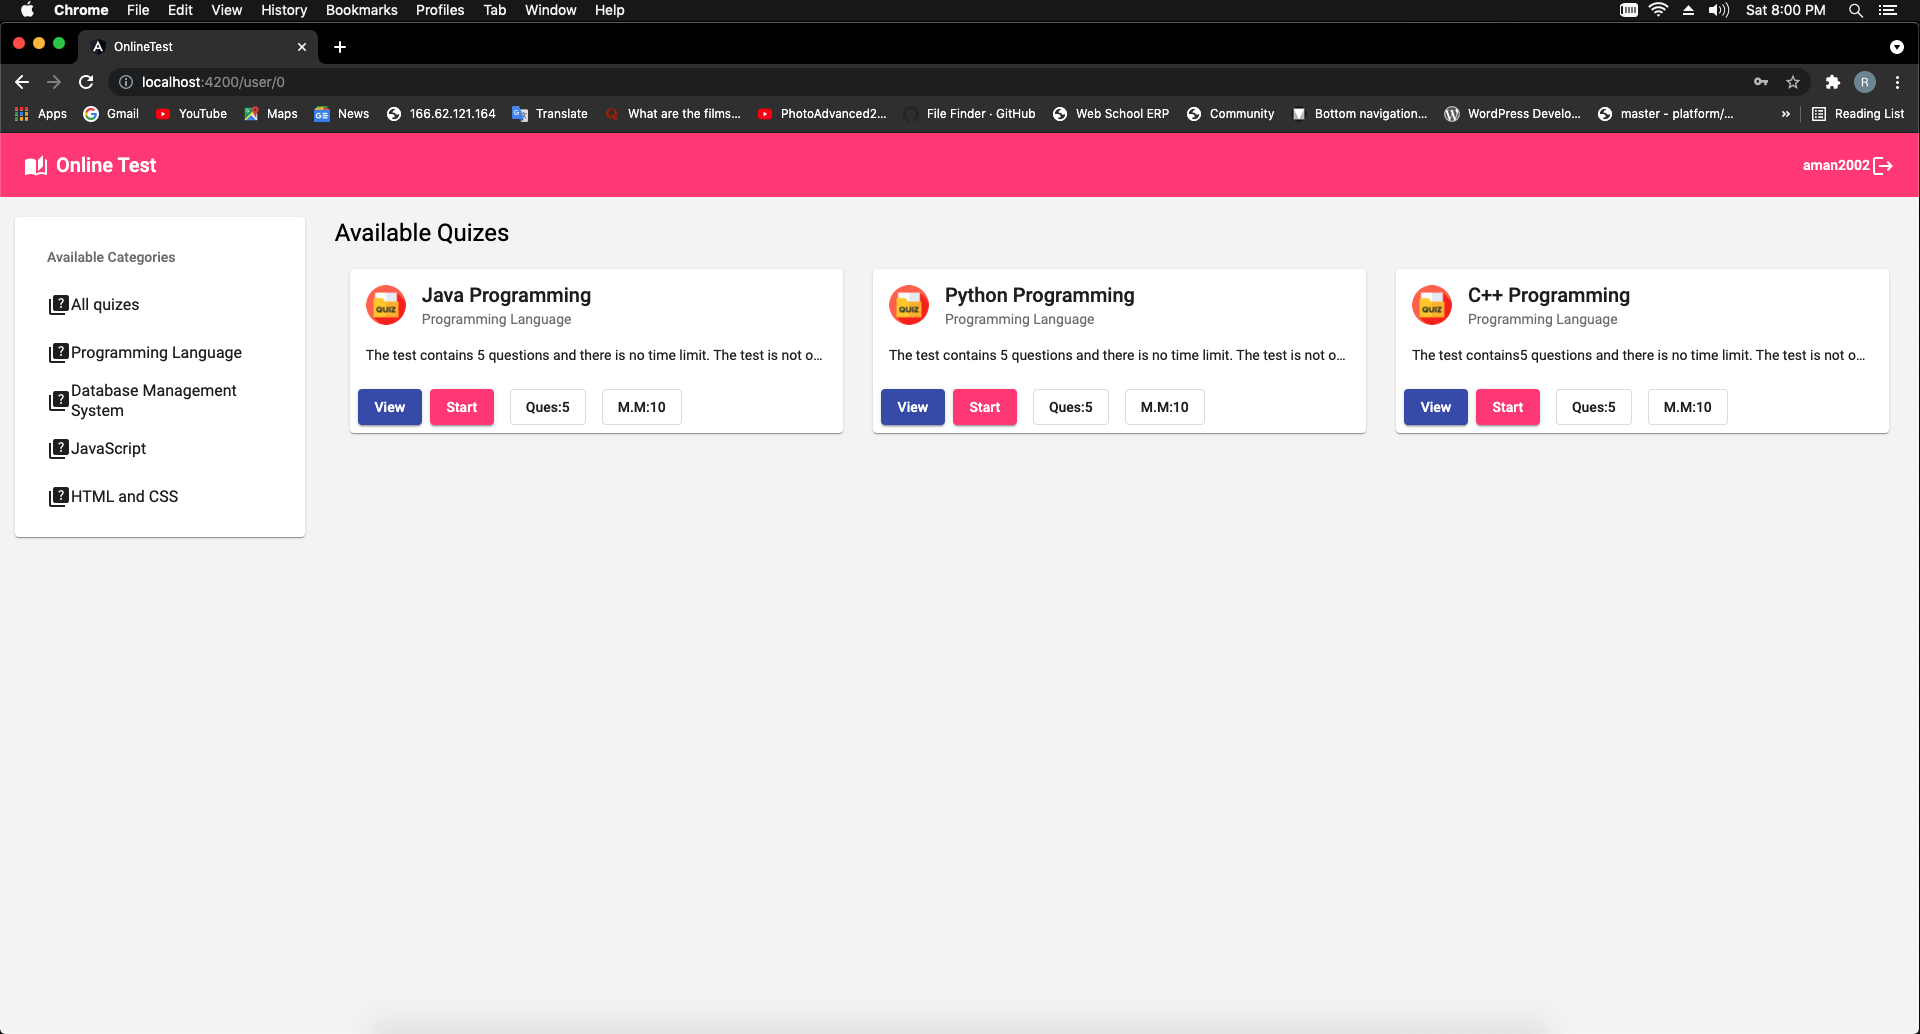 Chrome File Edit View History Bookmarks Profiles Tab Window Help Sat 8:00 PM
OnlineTest
localhost:4200/user/0 R
Apps Gmail YouTube Maps News 166.62.121.164 Translate What are the films... PhotoAdvanced2... File Finder · GitHub Web School ERP Community Bottom navigation... WordPress Develo... master - platform/... » Reading List
Online Test aman2002
Available Quizes
Available Categories
All quizes
Programming Language
Database Management
System
JavaScript
HTML and CSS
QUIZ
Java Programming
Programming Language
The test contains 5 questions and there is no time limit. The test is not o...
View Start Ques:5 M.M:10
QUIZ
Python Programming
Programming Language
The test contains 5 questions and there is no time limit. The test is not o...
View Start Ques:5 M.M:10
QUIZ
C++ Programming
Programming Language
The test contains5 questions and there is no time limit. The test is not o...
View Start Ques:5 M.M:10